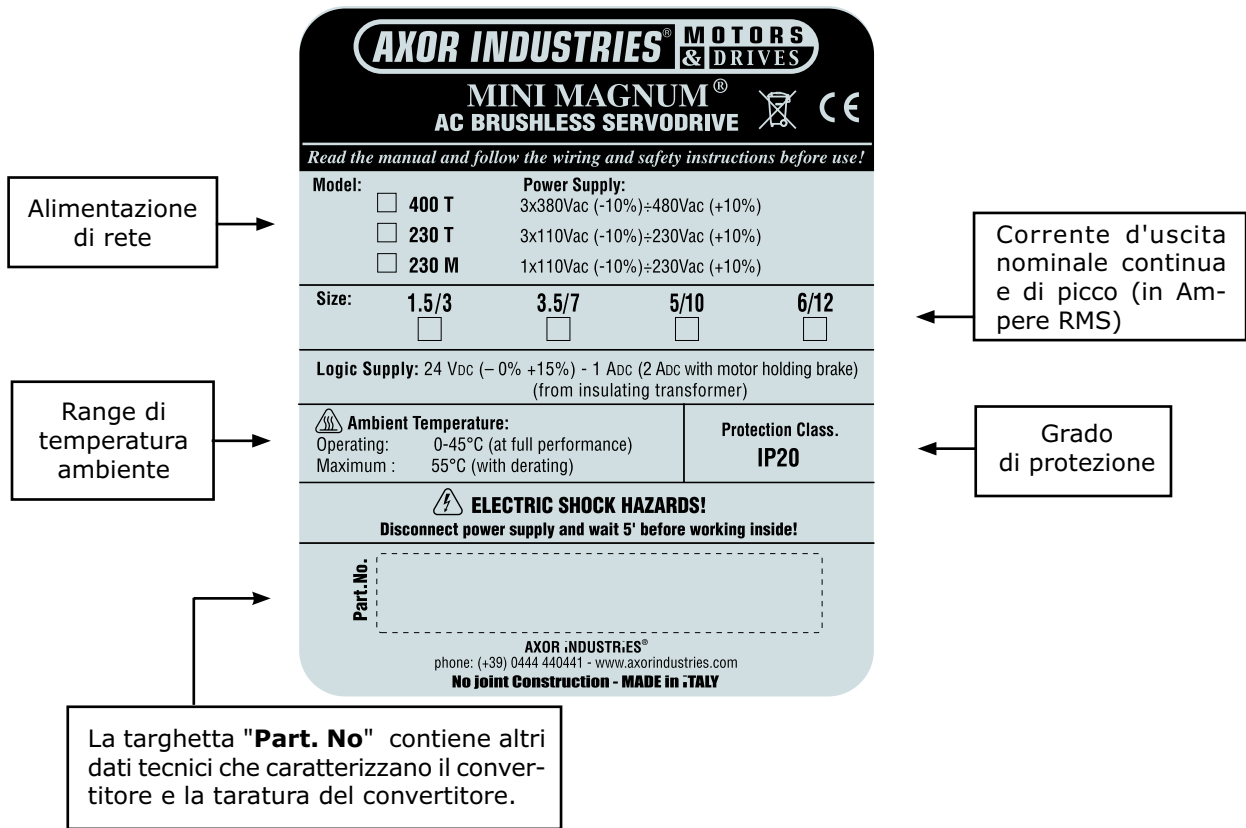 AXOR INDUSTRIES® MOTORS & DRIVES
MINI MAGNUM®
AC BRUSHLESS SERVODRIVE
CE
Read the manual and follow the wiring and safety instructions before use!
Alimentazione
di rete
Model: Power Supply:
400 T 3x380Vac (-10%)÷480Vac (+10%)
230 T 3x110Vac (-10%)÷230Vac (+10%)
230 M 1x110Vac (-10%)÷230Vac (+10%)
Corrente d'uscita
nominale continua
e di picco (in Am-
pere RMS)
Size: 1.5/3 3.5/7 5/10 6/12
Logic Supply: 24 VDC (– 0% +15%) - 1 ADC (2 ADC with motor holding brake)
(from insulating transformer)
Range di
temperatura
ambiente
Ambient Temperature:
Operating: 0-45°C (at full performance)
Maximum : 55°C (with derating)
Protection Class.
IP20
Grado
di protezione
ELECTRIC SHOCK HAZARDS!
Disconnect power supply and wait 5' before working inside!
Part.No.
AXOR iNDUSTRiES®
phone: (+39) 0444 440441 - www.axorindustries.com
No joint Construction - MADE in iTALY
La targhetta "Part. No" contiene altri
dati tecnici che caratterizzano il conver-
titore e la taratura del convertitore.